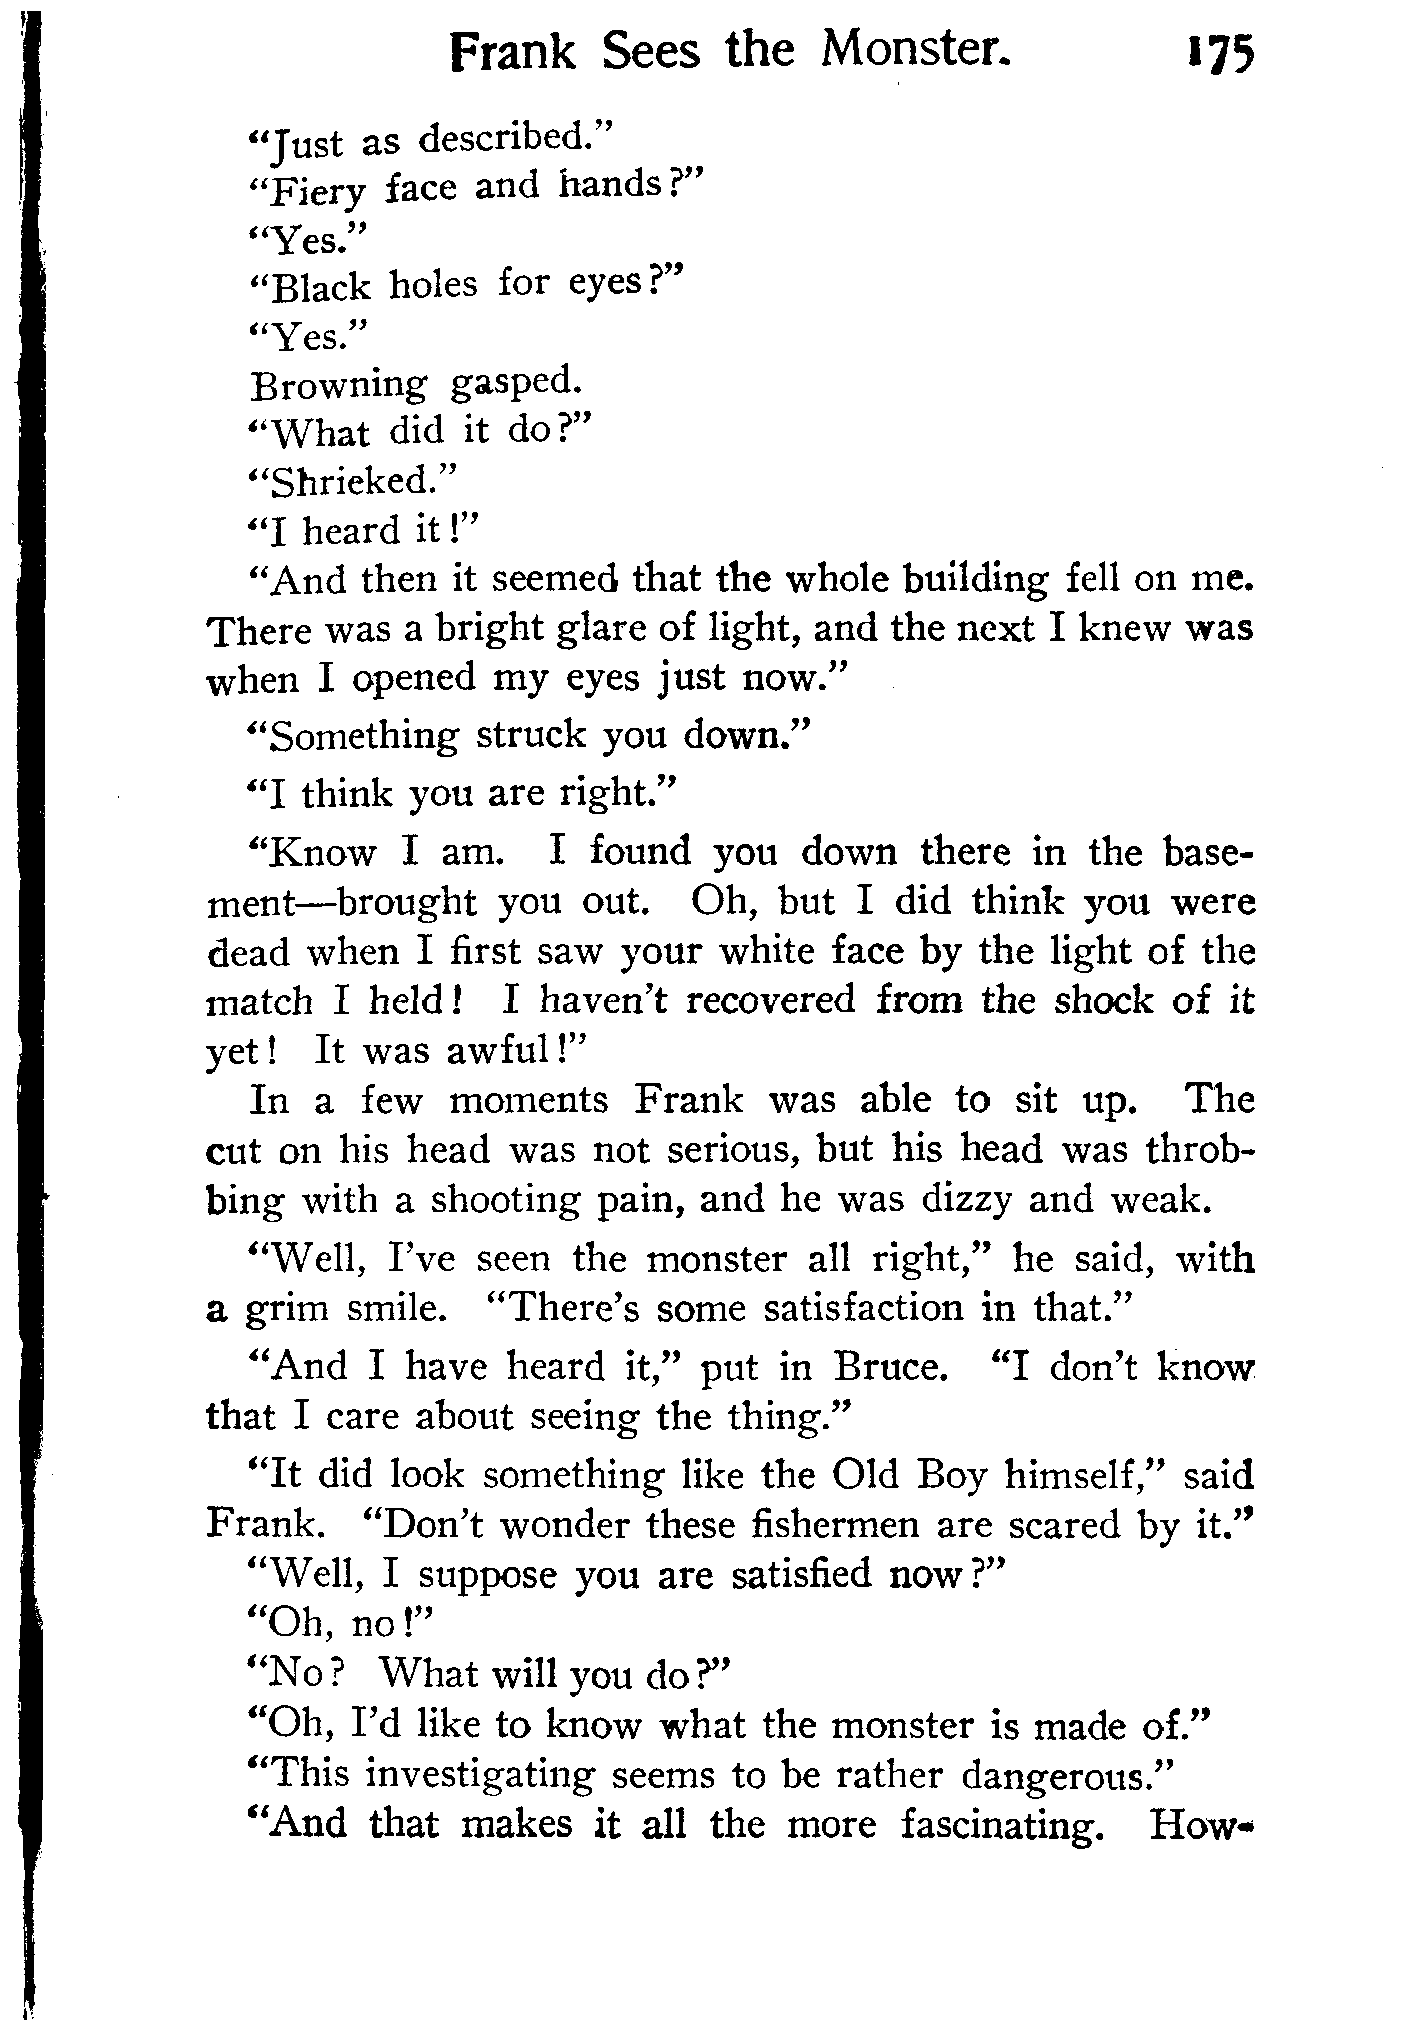 Frank Sees the Monster. 175
“Just as described.”
“Fiery face and hands?”
“Yes.”
“Black holes for eyes?”
“Yes.”
Browning gasped.
“What did it do?”
“Shrieked.”
“I heard it!”
“And then it seemed that the whole building fell on me.
There was a bright glare of light, and the next I knew was
when I opened my eyes just now.”
“Something struck you down.”
“I think you are right.”
“Know I am. I found you down there in the base-
ment—brought you out. Oh, but I did think you were
dead when I first saw your white face by the light of the
match I held! I haven’t recovered from the shock of it
yet! It was awful!”
In a few moments Frank was able to sit up. The
cut on his head was not serious, but his head was throb-
bing with a shooting pain, and he was dizzy and weak.
“Well, I’ve seen the monster all right,” he said, with
a grim smile. “There’s some satisfaction in that.”
“And I have heard it,” put in Bruce. “I don’t know
that I care about seeing the thing.”
“It did look something like the Old Boy himself,” said
Frank. “Don’t wonder these fishermen are scared by it.”
“Well, I suppose you are satisfied now?”
“Oh, no!”
“No? What will you do?”
“Oh, I’d like to know what the monster is made of.”
“This investigating seems to be rather dangerous.”
“And that makes it all the more fascinating. How-